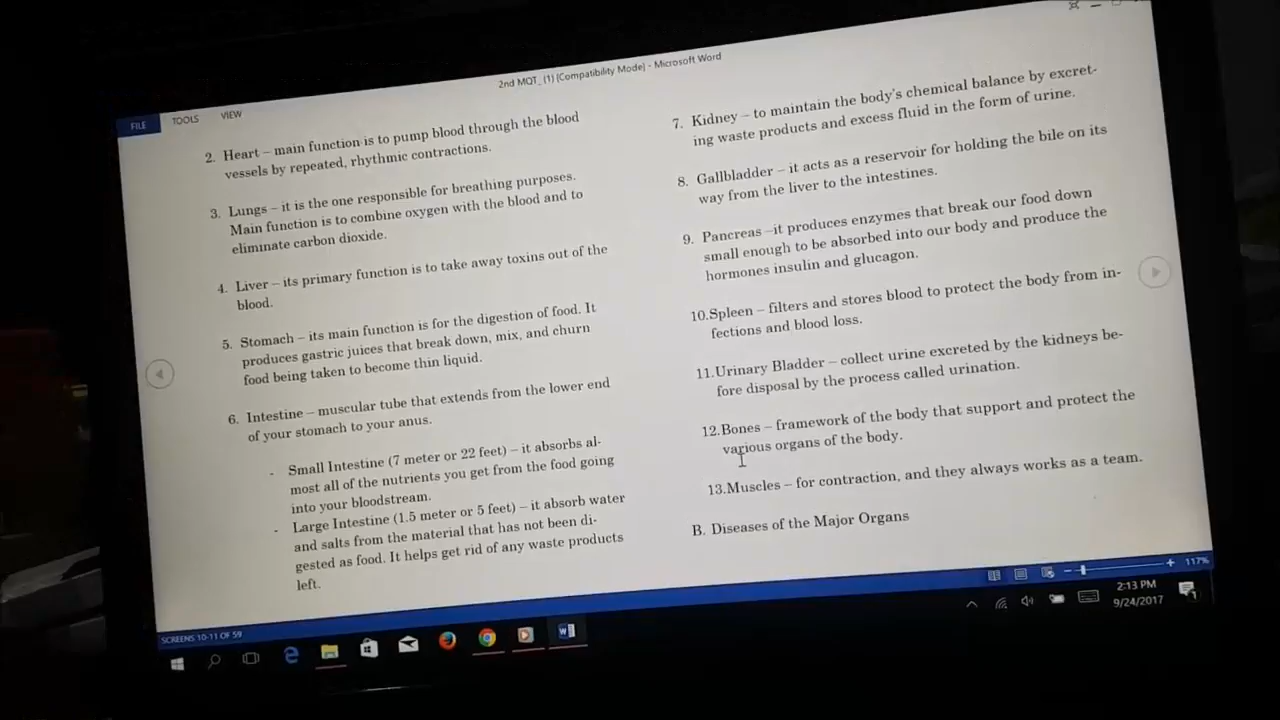 2nd MQT_ (1) [Compatibility Mode] - Microsoft Word
FILE TOOLS VIEW
2. Heart – main function is to pump blood through the blood
vessels by repeated, rhythmic contractions.
3. Lungs – it is the one responsible for breathing purposes.
Main function is to combine oxygen with the blood and to
eliminate carbon dioxide.
4. Liver – its primary function is to take away toxins out of the
blood.
5. Stomach – its main function is for the digestion of food. It
produces gastric juices that break down, mix, and churn
food being taken to become thin liquid.
6. Intestine – muscular tube that extends from the lower end
of your stomach to your anus.
- Small Intestine (7 meter or 22 feet) – it absorbs al-
most all of the nutrients you get from the food going
into your bloodstream.
- Large Intestine (1.5 meter or 5 feet) – it absorb water
and salts from the material that has not been di-
gested as food. It helps get rid of any waste products
left.
7. Kidney – to maintain the body's chemical balance by excret-
ing waste products and excess fluid in the form of urine.
8. Gallbladder – it acts as a reservoir for holding the bile on its
way from the liver to the intestines.
9. Pancreas –it produces enzymes that break our food down
small enough to be absorbed into our body and produce the
hormones insulin and glucagon.
10.Spleen – filters and stores blood to protect the body from in-
fections and blood loss.
11.Urinary Bladder – collect urine excreted by the kidneys be-
fore disposal by the process called urination.
12.Bones – framework of the body that support and protect the
various organs of the body.
13.Muscles – for contraction, and they always works as a team.
B. Diseases of the Major Organs
SCREENS 10-11 OF 59
117%
2:13 PM
9/24/2017